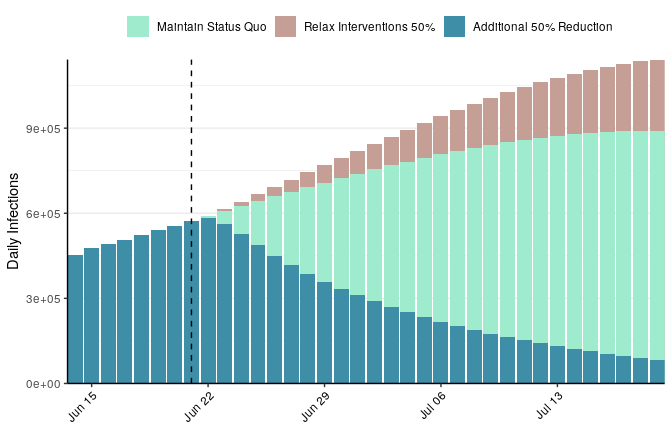 Maintain Status Quo Relax Interventions 50% Additional 50% Reduction
Daily Infections
9e+05
6e+05
3e+05
0e+00
Jun 15
Jun 22
Jun 29
Jul 06
Jul 13